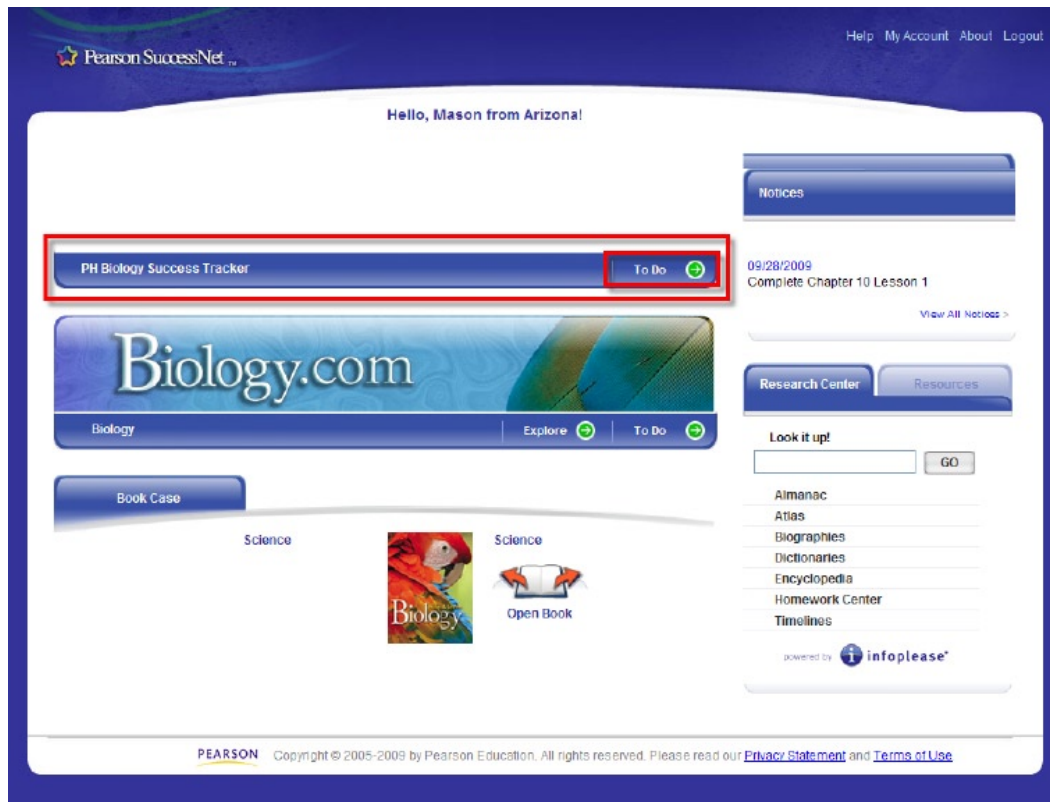 Pearson SuccessNet ™
Help My Account About Logout
Hello, Mason from Arizona!
Notices
PH Biology Success Tracker
To Do
09/28/2009
Complete Chapter 10 Lesson 1
View All Notices >
Biology.com
Biology
Explore
To Do
Research Center
Resources
Look it up!
GO
Almanac
Atlas
Biographies
Dictionaries
Encyclopedia
Homework Center
Timelines
powered by infoplease®
Book Case
Science
Biology
Science
Open Book
PEARSON Copyright © 2005-2009 by Pearson Education. All rights reserved. Please read our Privacy Statement and Terms of Use